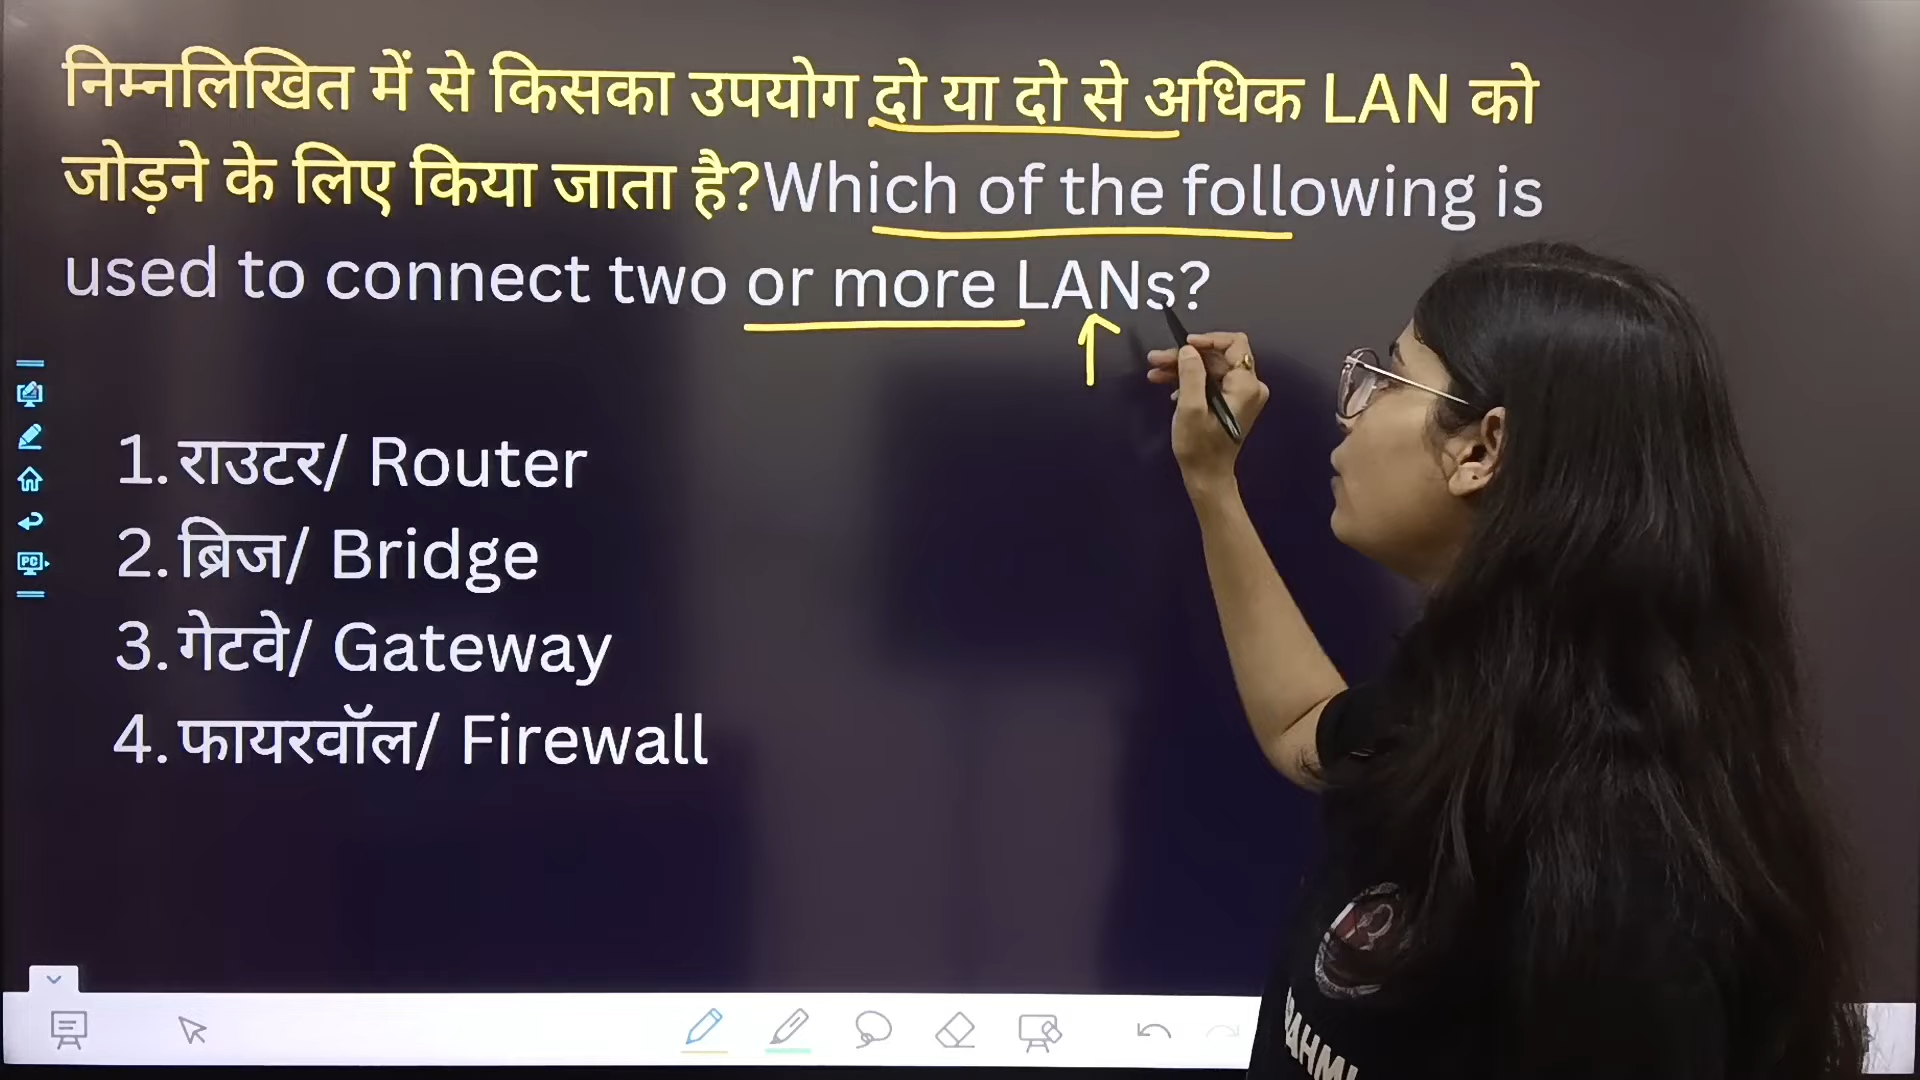 निम्नलिखित में से किसका उपयोग दो या दो से अधिक LAN को
जोड़ने के लिए किया जाता है?Which of the following is
used to connect two or more LANs?
1. राउटर/ Router
2. ब्रिज/ Bridge
3. गेटवे/ Gateway
4. फायरवॉल/ Firewall
PC